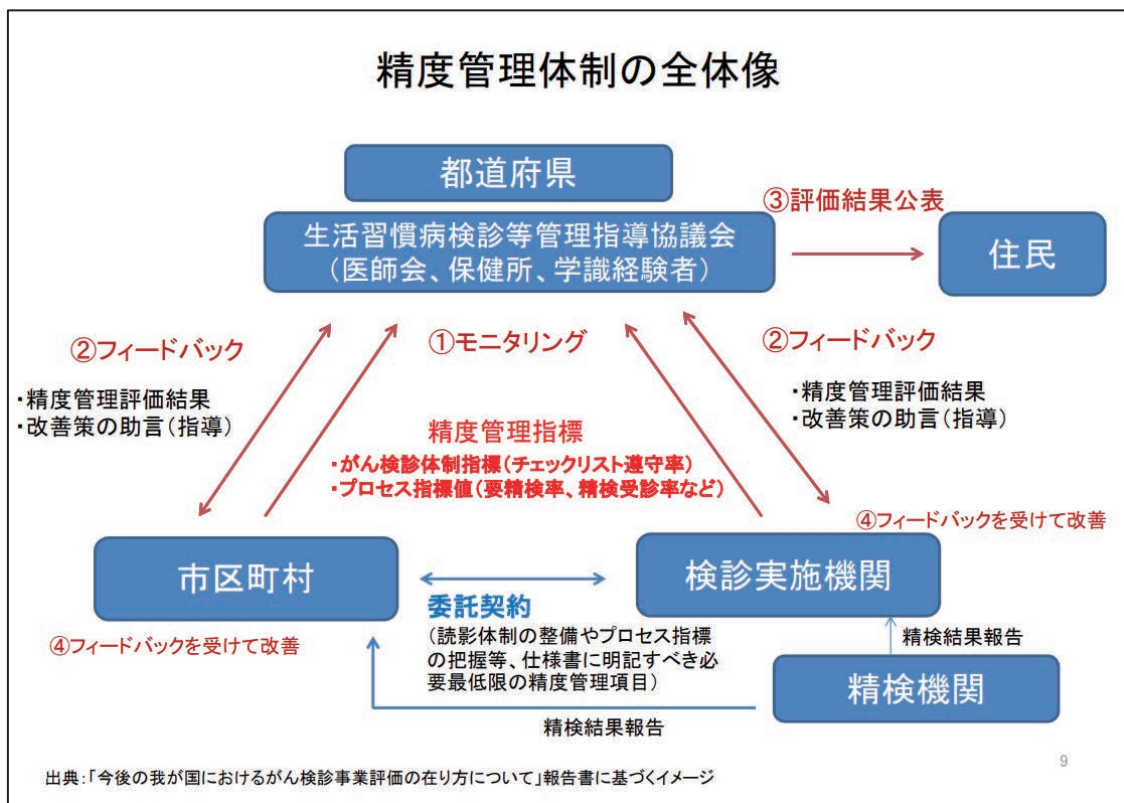 精度管理体制の全体像
都道府県
生活習慣病検診等管理指導協議会
（医師会、保健所、学識経験者）
③評価結果公表
住民
②フィードバック
・精度管理評価結果
・改善策の助言（指導）
①モニタリング
②フィードバック
・精度管理評価結果
・改善策の助言（指導）
精度管理指標
・がん検診体制指標（チェックリスト遵守率）
・プロセス指標値（要精検率、精検受診率など）
④フィードバックを受けて改善
市区町村
検診実施機関
委託契約
（読影体制の整備やプロセス指標
の把握等、仕様書に明記すべき必
要最低限の精度管理項目）
④フィードバックを受けて改善
精検結果報告
精検機関
精検結果報告
出典：「今後の我が国におけるがん検診事業評価の在り方について」報告書に基づくイメージ
9